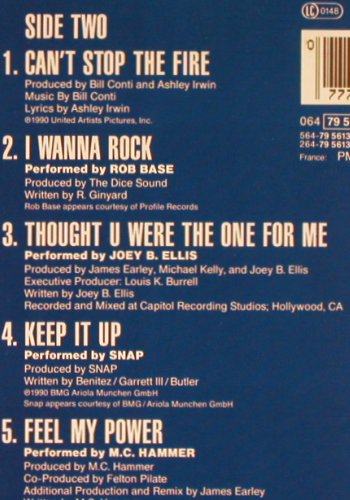 SIDE TWO
LC 0148
1. CAN'T STOP THE FIRE
Produced by Bill Conti and Ashley Irwin
Music By Bill Conti
Lyrics by Ashley Irwin
©1990 United Artists Pictures, Inc.
0
777
064 79 5
564-79 5613
264-79 5613
France: PM
2. I WANNA ROCK
Performed by ROB BASE
Produced by The Dice Sound
Written by R. Ginyard
Rob Base appears courtesy of Profile Records
3. THOUGHT U WERE THE ONE FOR ME
Performed by JOEY B. ELLIS
Produced by James Earley, Michael Kelly, and Joey B. Ellis
Executive Producer: Louis K. Burrell
Written by Joey B. Ellis
Recorded and Mixed at Capitol Recording Studios; Hollywood, CA
4. KEEP IT UP
Performed by SNAP
Produced by SNAP
Written by Benitez/Garrett III/Butler
℗1990 BMG Ariola Munchen GmbH
Snap appears courtesy of BMG/Ariola Munchen GmbH
5. FEEL MY POWER
Performed by M.C. HAMMER
Produced by M.C. Hammer
Co-Produced by Felton Pilate
Additional Production and Remix by James Earley